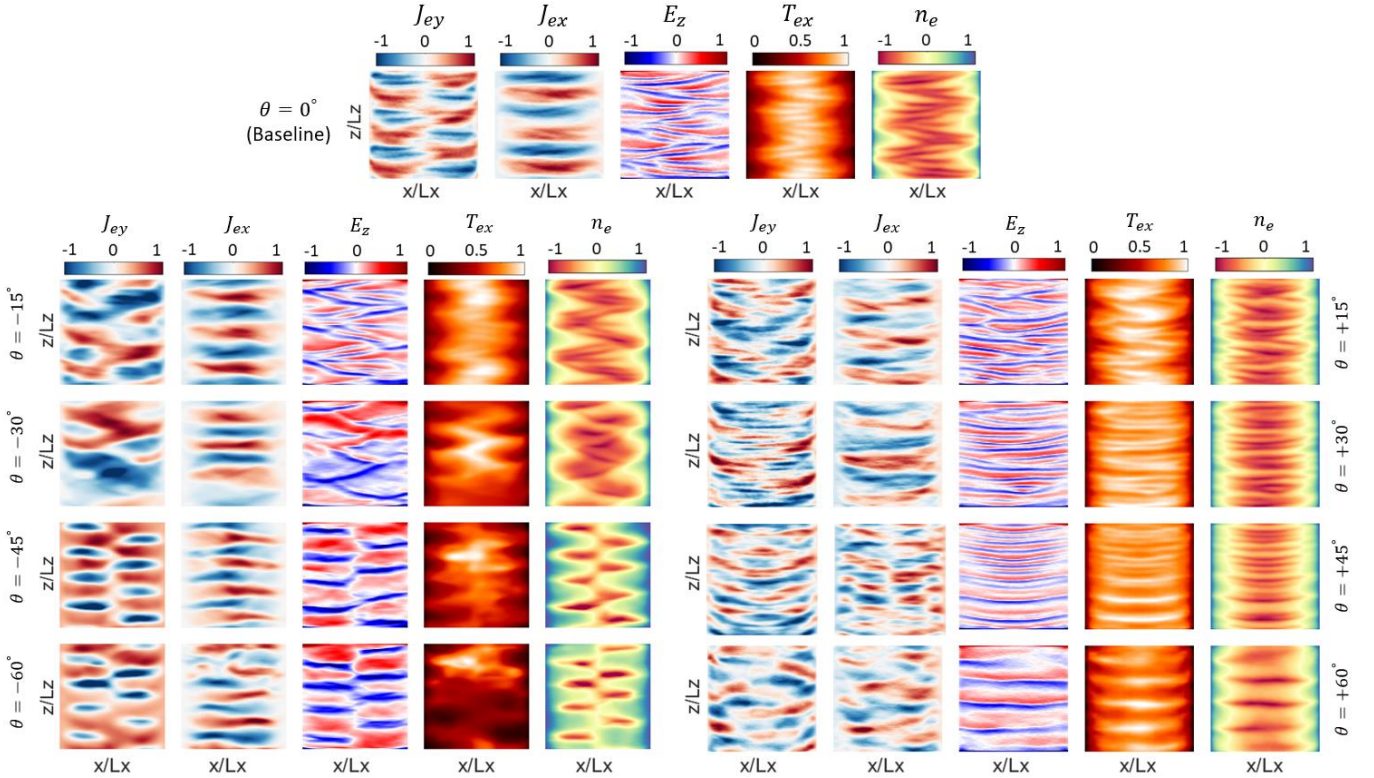 J_ey J_ex E_z T_ex n_e
-1 0 1 -1 0 1 -1 0 1 0 0.5 1 -1 0 1
θ = 0°
(Baseline)
z/Lz
x/Lx x/Lx x/Lx x/Lx x/Lx
J_ey J_ex E_z T_ex n_e J_ey J_ex E_z T_ex n_e
-1 0 1 -1 0 1 -1 0 1 0 0.5 1 -1 0 1 -1 0 1 -1 0 1 -1 0 1 0 0.5 1 -1 0 1
θ = −15° z/Lz z/Lz θ = +15°
θ = −30° z/Lz z/Lz θ = +30°
θ = −45° z/Lz z/Lz θ = +45°
θ = −60° z/Lz z/Lz θ = +60°
x/Lx x/Lx x/Lx x/Lx x/Lx x/Lx x/Lx x/Lx x/Lx x/Lx